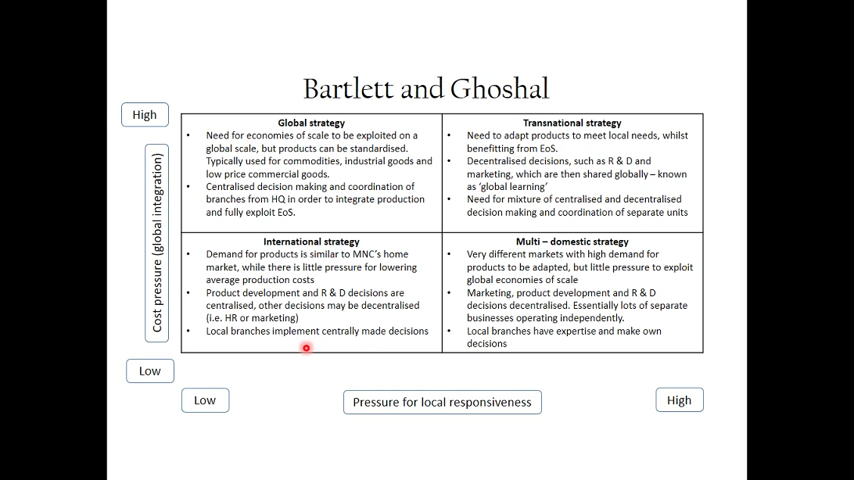 Bartlett and Ghoshal
High
Global strategy
• Need for economies of scale to be exploited on a
global scale, but products can be standardised.
Typically used for commodities, industrial goods and
low price commercial goods.
• Centralised decision making and coordination of
branches from HQ in order to integrate production
and fully exploit EoS.
Transnational strategy
• Need to adapt products to meet local needs, whilst
benefitting from EoS.
• Decentralised decisions, such as R & D and
marketing, which are then shared globally – known
as ‘global learning’
• Need for mixture of centralised and decentralised
decision making and coordination of separate units
Cost pressure (global integration)
International strategy
• Demand for products is similar to MNC’s home
market, while there is little pressure for lowering
average production costs
• Product development and R & D decisions are
centralised, other decisions may be decentralised
(i.e. HR or marketing)
• Local branches implement centrally made decisions
Multi – domestic strategy
• Very different markets with high demand for
products to be adapted, but little pressure to exploit
global economies of scale
• Marketing, product development and R & D
decisions decentralised. Essentially lots of separate
businesses operating independently.
• Local branches have expertise and make own
decisions
Low
Low
Pressure for local responsiveness
High